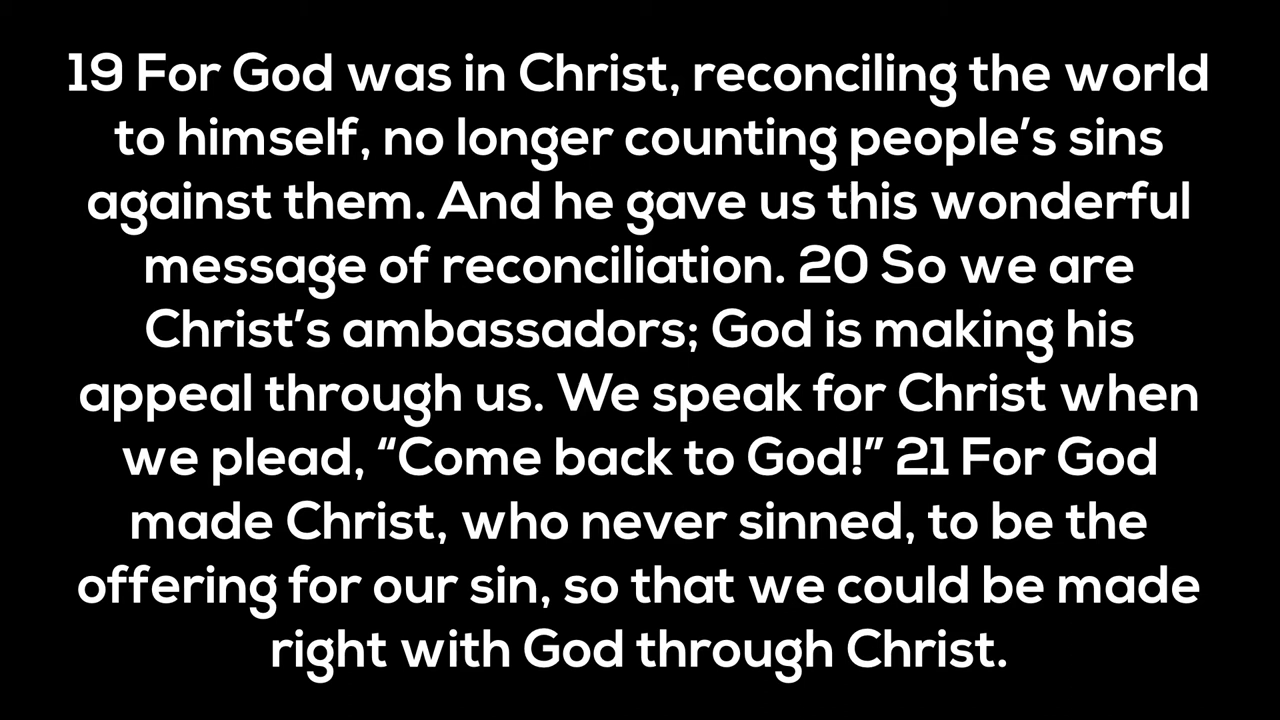 19 For God was in Christ, reconciling the world
to himself, no longer counting people’s sins
against them. And he gave us this wonderful
message of reconciliation. 20 So we are
Christ’s ambassadors; God is making his
appeal through us. We speak for Christ when
we plead, “Come back to God!” 21 For God
made Christ, who never sinned, to be the
offering for our sin, so that we could be made
right with God through Christ.